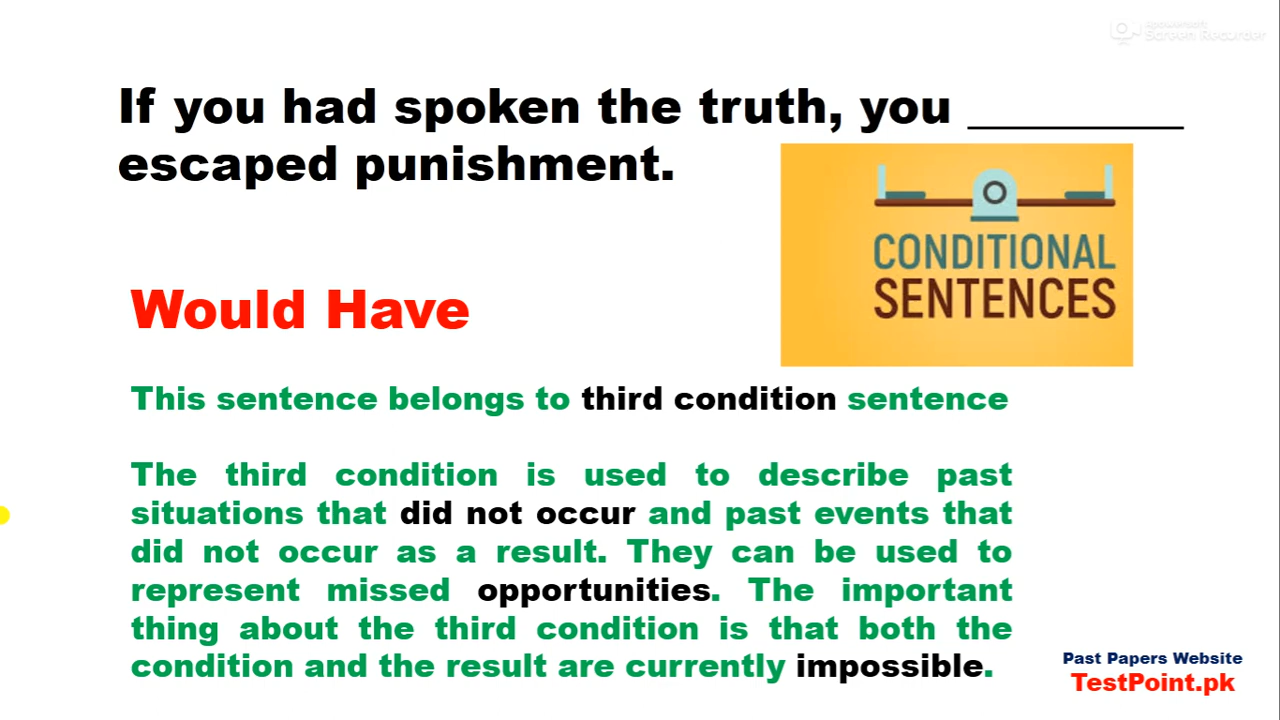 Apowersoft
Screen Recorder
If you had spoken the truth, you _________
escaped punishment.
CONDITIONAL
SENTENCES
Would Have
This sentence belongs to third condition sentence
The third condition is used to describe past
situations that did not occur and past events that
did not occur as a result. They can be used to
represent missed opportunities. The important
thing about the third condition is that both the
condition and the result are currently impossible.
Past Papers Website
TestPoint.pk